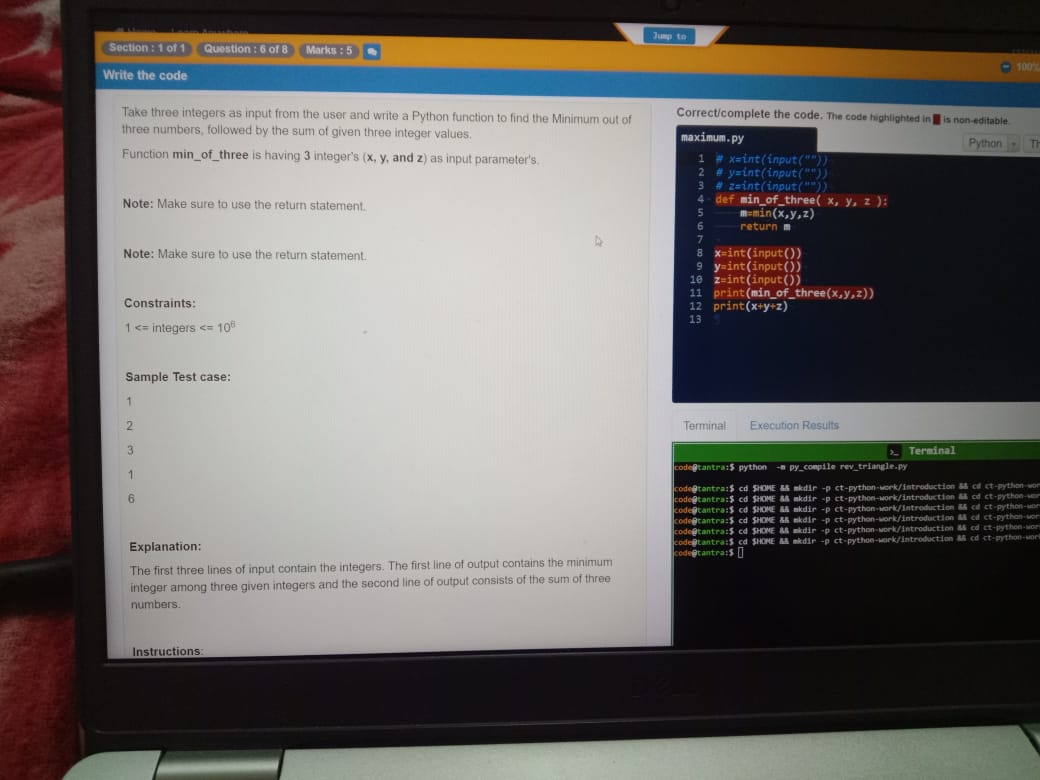 Jump to
Section : 1 of 1 Question : 6 of 8 Marks : 5
100%
Write the code
Take three integers as input from the user and write a Python function to find the Minimum out of
three numbers, followed by the sum of given three integer values.
Function min_of_three is having 3 integer's (x, y, and z) as input parameter's.
Note: Make sure to use the return statement.
Note: Make sure to use the return statement.
Constraints:
1 <= integers <= 10⁶
Sample Test case:
1
2
3
1
6
Explanation:
The first three lines of input contain the integers. The first line of output contains the minimum
integer among three given integers and the second line of output consists of the sum of three
numbers.
Instructions:
Correct/complete the code. The code highlighted in is non-editable.
maximum.py
Python Th
1 # x=int(input(""))
2 # y=int(input(""))
3 # z=int(input(""))
4 def min_of_three( x, y, z ):
5 m=min(x,y,z)
6 return m
7
8 x=int(input())
9 y=int(input())
10 z=int(input())
11 print(min_of_three(x,y,z))
12 print(x+y+z)
13
Terminal Execution Results
>_ Terminal
code@tantra:$ python -m py_compile rev_triangle.py
code@tantra:$ cd $HOME && mkdir -p ct-python-work/introduction && cd ct-python-wor
code@tantra:$ cd $HOME && mkdir -p ct-python-work/introduction && cd ct-python-wor
code@tantra:$ cd $HOME && mkdir -p ct-python-work/introduction && cd ct-python-wor
code@tantra:$ cd $HOME && mkdir -p ct-python-work/introduction && cd ct-python-wor
code@tantra:$ cd $HOME && mkdir -p ct-python-work/introduction && cd ct-python-wor
code@tantra:$ cd $HOME && mkdir -p ct-python-work/introduction && cd ct-python-wor
code@tantra:$
DELL